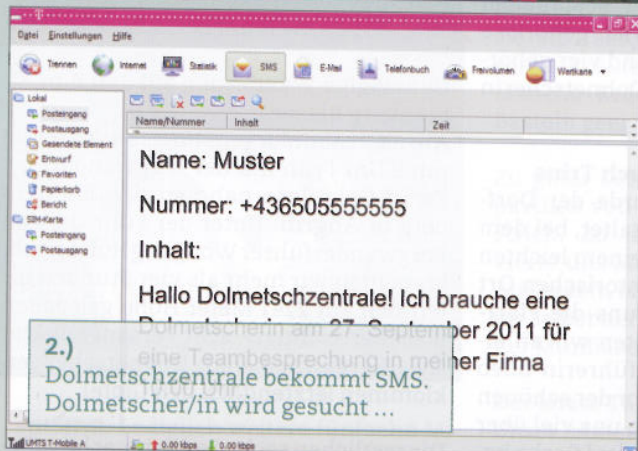 T
Datei Einstellungen Hilfe
Trennen Internet Statistik SMS E-Mail Telefonbuch Freivolumen Wertkarte
Lokal
Posteingang
Postausgang
Gesendete Element
Entwurf
Favoriten
Papierkorb
Bericht
SIM-Karte
Posteingang
Postausgang
Name/Nummer Inhalt Zeit
Name: Muster
Nummer: +436505555555
Inhalt:
Hallo Dolmetschzentrale! Ich brauche eine
Dolmetscherin am 27. September 2011 für
eine Teambesprechung in meiner Firma
10:00 Uhr
2.)
Dolmetschzentrale bekommt SMS.
Dolmetscher/in wird gesucht ...
UMTS T-Mobile A 0.00 kbps 0.00 kbps